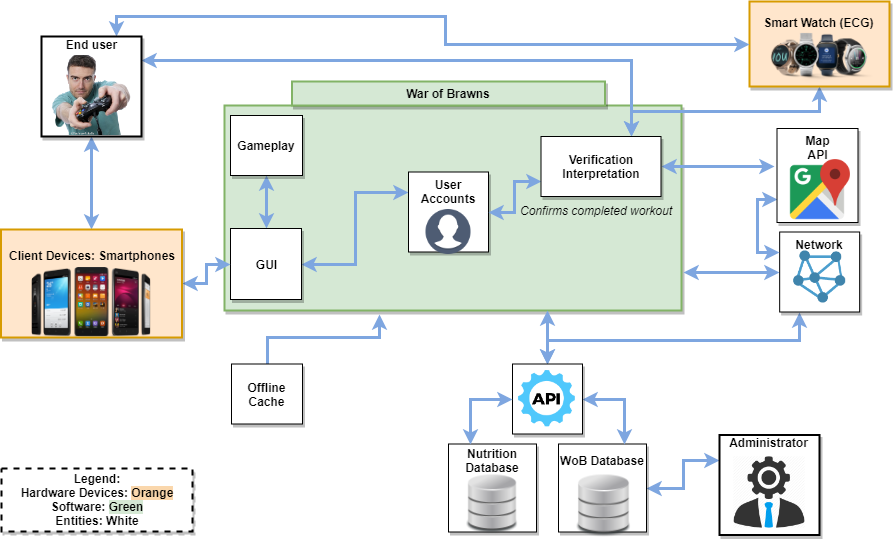 Smart Watch (ECG)
End user
War of Brawns
Gameplay
Verification
Interpretation
Map
API
G
User
Accounts
Confirms completed workout
Client Devices: Smartphones
GUI
Network
Offline
Cache
API
Nutrition
Database
WoB Database
Administrator
Legend:
Hardware Devices: Orange
Software: Green
Entities: White